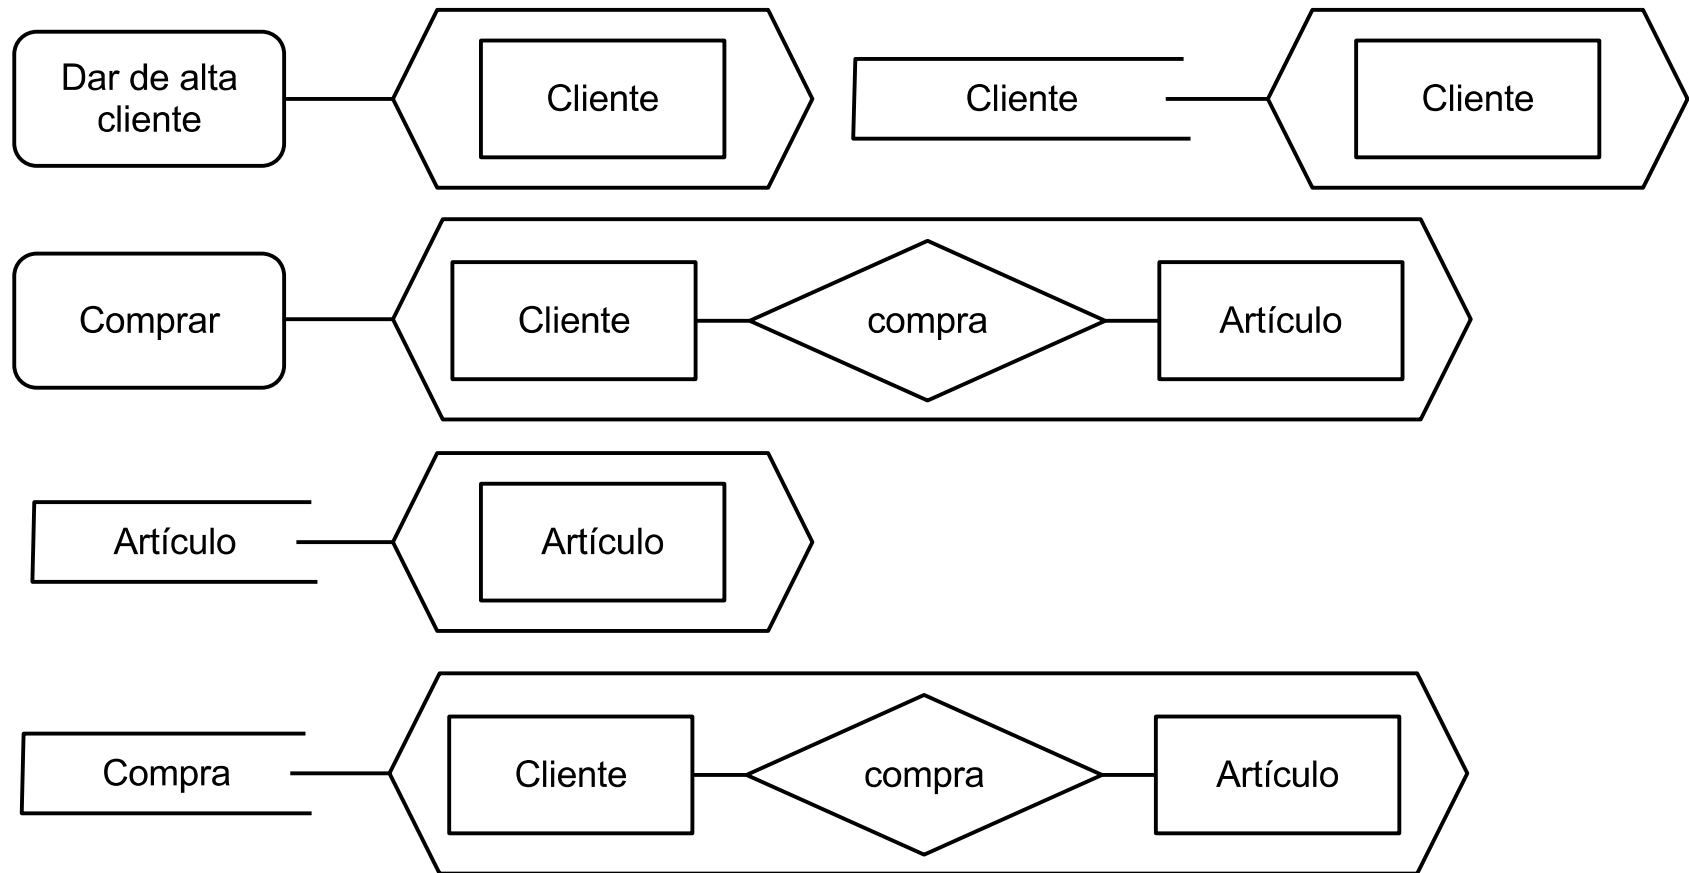 Dar de alta
cliente
Cliente
Cliente
Cliente
Comprar
Cliente
compra
Artículo
Artículo
Artículo
Compra
Cliente
compra
Artículo